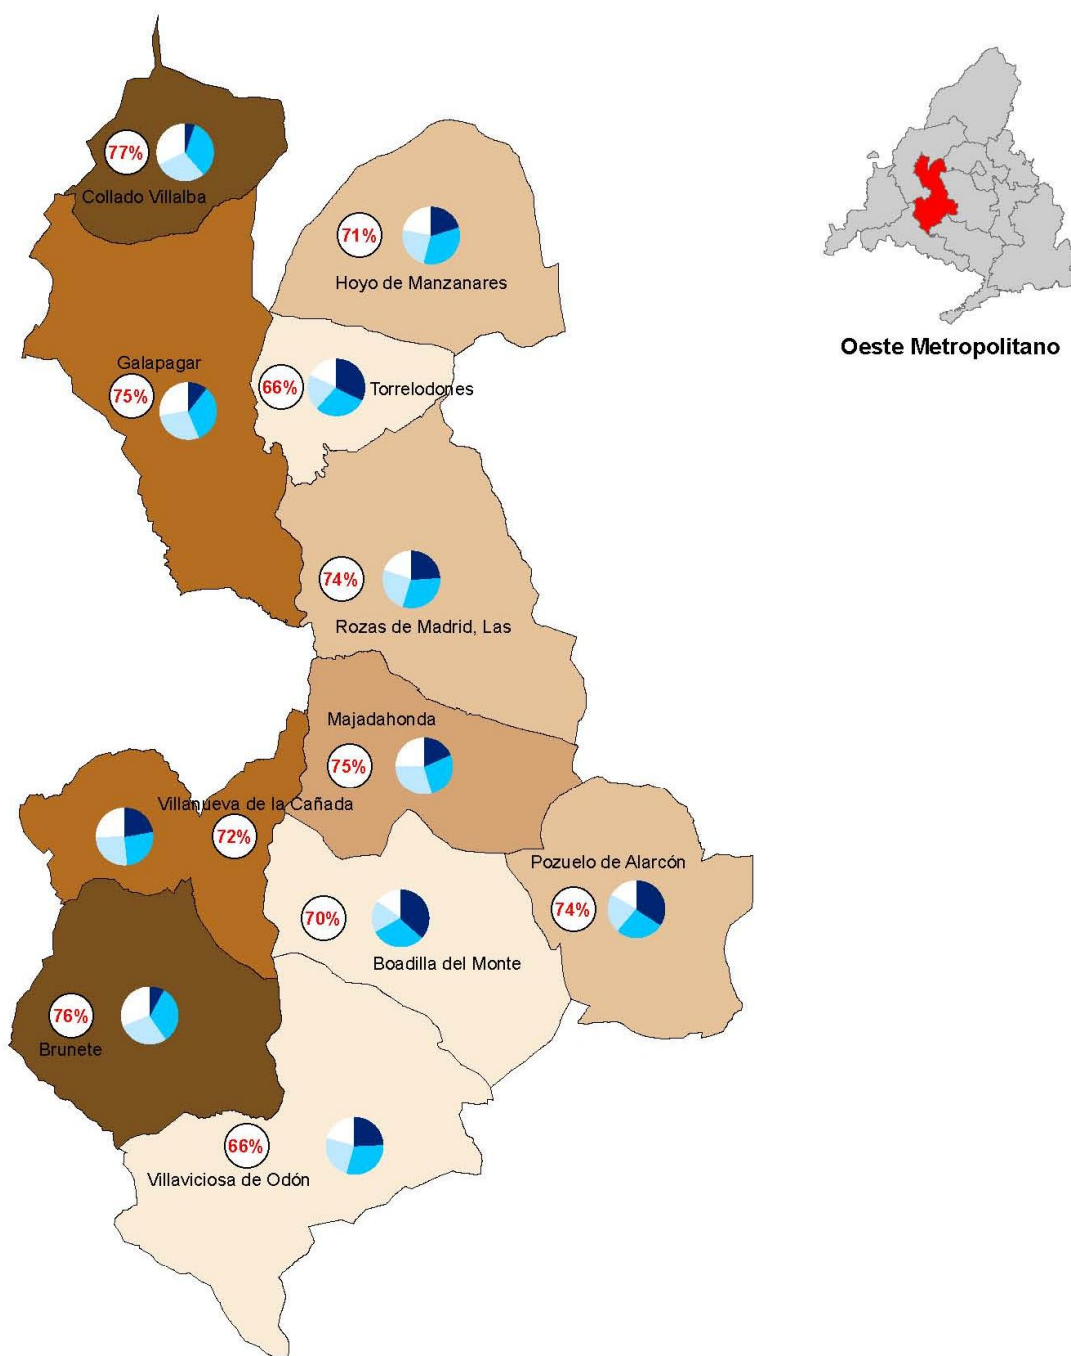 77%
Collado Villalba
71%
Hoyo de Manzanares
Oeste Metropolitano
Galapagar
75%
66%
Torrelodones
74%
Rozas de Madrid, Las
Majadahonda
75%
Villanueva de la Cañada
72%
Pozuelo de Alarcón
74%
70%
Boadilla del Monte
76%
Brunete
66%
Villaviciosa de Odón